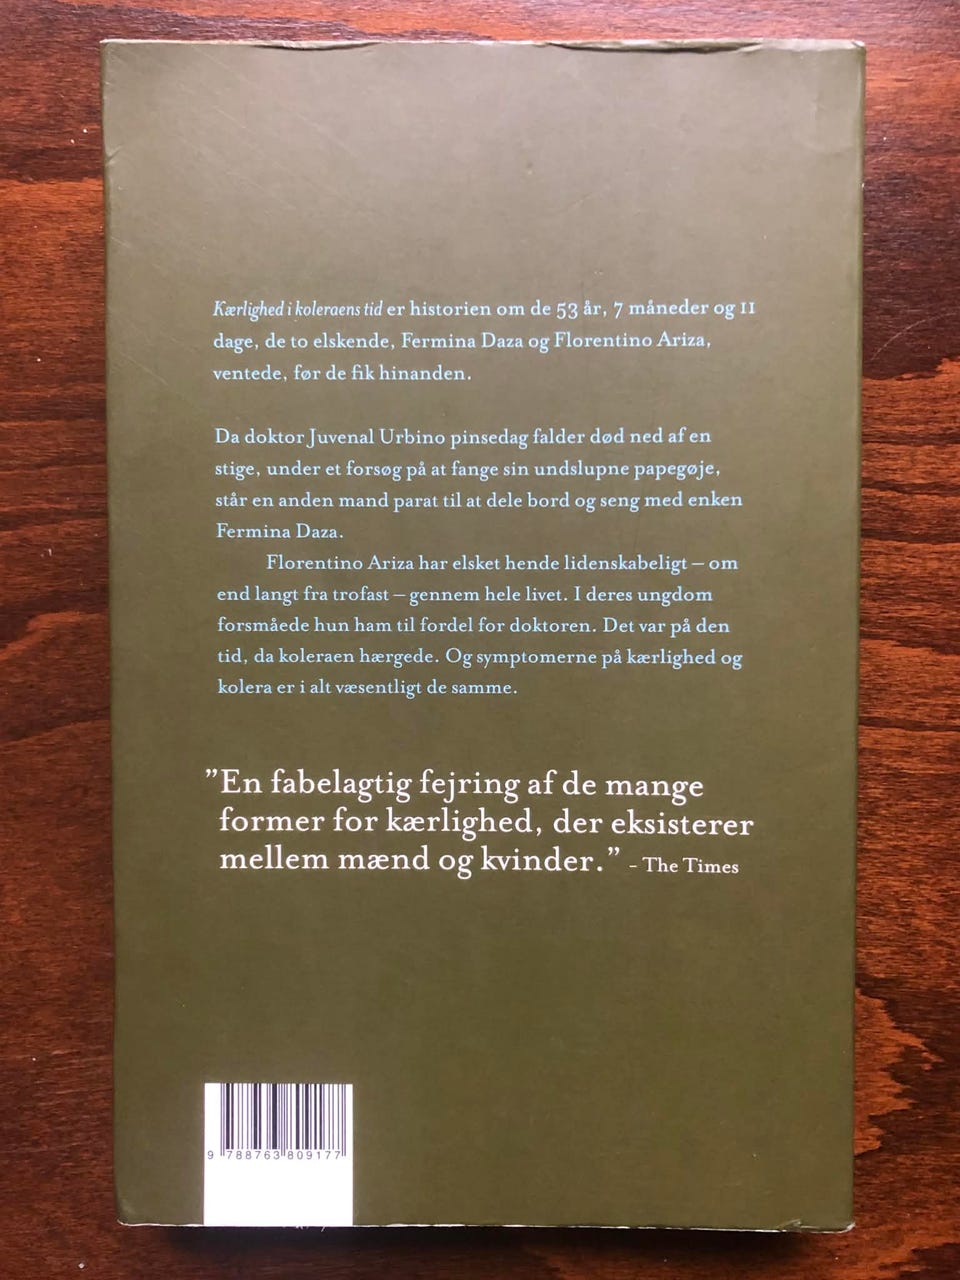 Kærlighed i koleraens tid er historien om de 53 år, 7 måneder og 11
dage, de to elskende, Fermina Daza og Florentino Ariza,
ventede, før de fik hinanden.
Da doktor Juvenal Urbino pinsedag falder død ned af en
stige, under et forsøg på at fange sin undslupne papegøje,
står en anden mand parat til at dele bord og seng med enken
Fermina Daza.
Florentino Ariza har elsket hende lidenskabeligt – om
end langt fra trofast – gennem hele livet. I deres ungdom
forsmåede hun ham til fordel for doktoren. Det var på den
tid, da koleraen hærgede. Og symptomerne på kærlighed og
kolera er i alt væsentligt de samme.
”En fabelagtig fejring af de mange
former for kærlighed, der eksisterer
mellem mænd og kvinder.” - The Times
9 788763 809177